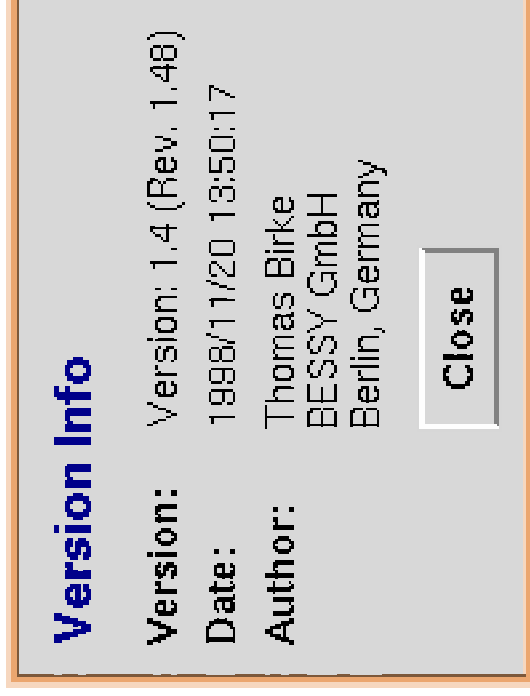 Version Info
Version: Version: 1.4 (Rev. 1.48)
Date: 1998/11/20 13:50:17
Author: Thomas Birke
BESSY GmbH
Berlin, Germany
Close